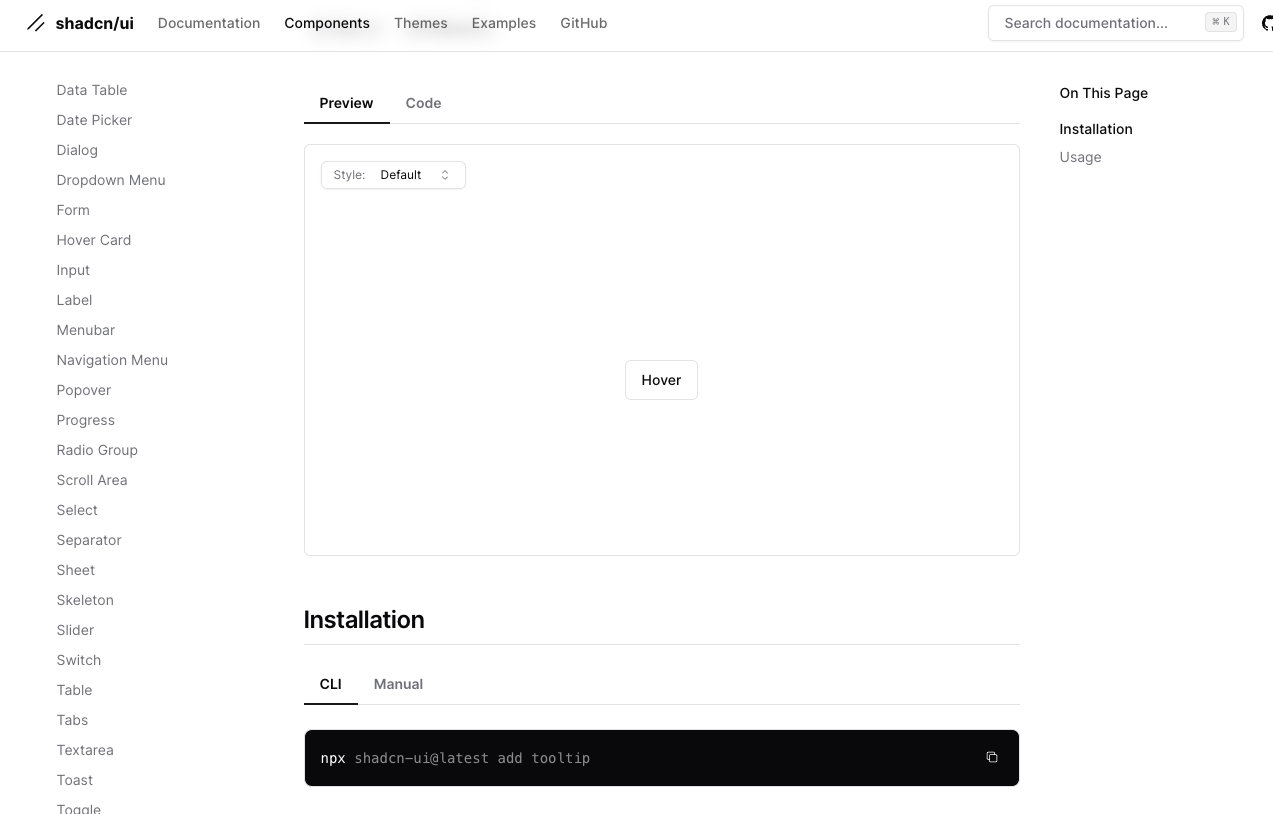 shadcn/ui Documentation Components Themes Examples GitHub Search documentation... ⌘ K
Data Table
Date Picker
Dialog
Dropdown Menu
Form
Hover Card
Input
Label
Menubar
Navigation Menu
Popover
Progress
Radio Group
Scroll Area
Select
Separator
Sheet
Skeleton
Slider
Switch
Table
Tabs
Textarea
Toast
Toggle
Preview Code
Style: Default
Hover
Installation
CLI Manual
npx shadcn-ui@latest add tooltip
On This Page
Installation
Usage